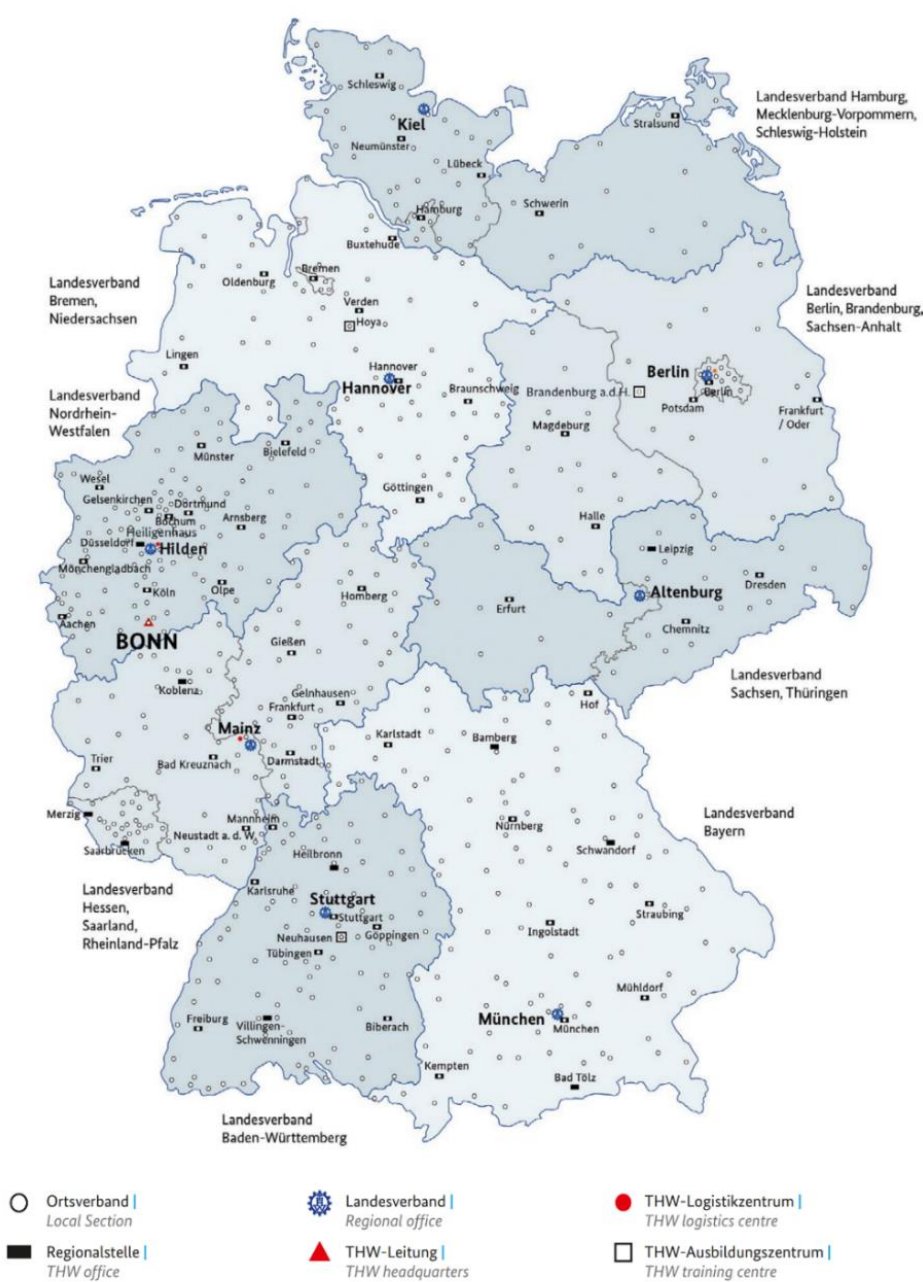 Schleswig
Kiel
Neumünster
Lübeck
Stralsund
Landesverband Hamburg,
Mecklenburg-Vorpommern,
Schleswig-Holstein
Hamburg
Schwerin
Buxtehude
Bremen
Oldenburg
Landesverband
Bremen,
Niedersachsen
Verden
Hoya
Landesverband
Berlin, Brandenburg,
Sachsen-Anhalt
Lingen
Hannover
Hannover
Braunschweig
Berlin
Berlin
Brandenburg a.d.H.
Potsdam
Frankfurt
/ Oder
Landesverband
Nordrhein-
Westfalen
Magdeburg
Münster
Bielefeld
Wesel
Göttingen
Gelsenkirchen
Dortmund
Bochum
Arnsberg
Halle
Heiligenhaus
Düsseldorf
Hilden
Leipzig
Mönchengladbach
Köln
Olpe
Homberg
Erfurt
Altenburg
Dresden
Aachen
Chemnitz
BONN
Gießen
Landesverband
Sachsen, Thüringen
Koblenz
Gelnhausen
Frankfurt
Hof
Mainz
Karlstadt
Bamberg
Trier
Bad Kreuznach
Darmstadt
Merzig
Mannheim
Neustadt a. d. W.
Saarbrücken
Nürnberg
Schwandorf
Landesverband
Bayern
Heilbronn
Landesverband
Hessen,
Saarland,
Rheinland-Pfalz
Karlsruhe
Stuttgart
Stuttgart
Neuhausen
Göppingen
Tübingen
Ingolstadt
Straubing
Mühldorf
Freiburg
Villingen-
Schwenningen
Biberach
München
München
Kempten
Bad Tölz
Landesverband
Baden-Württemberg
Ortsverband |
Local Section
Landesverband |
Regional office
THW-Logistikzentrum |
THW logistics centre
Regionalstelle |
THW office
THW-Leitung |
THW headquarters
THW-Ausbildungszentrum |
THW training centre